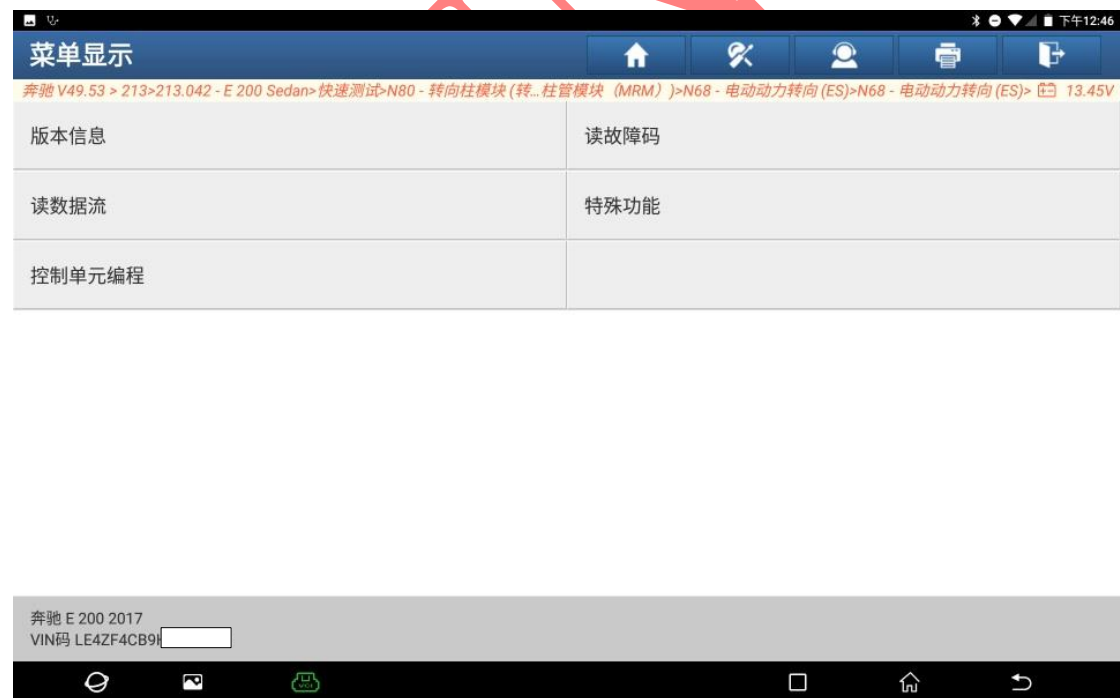 下午12:46
菜单显示
奔驰 V49.53 > 213>213.042 - E 200 Sedan>快速测试>N80 - 转向柱模块 (转...柱管模块（MRM）)>N68 - 电动动力转向 (ES)>N68 - 电动动力转向 (ES)> 13.45V
版本信息 读故障码
读数据流 特殊功能
控制单元编程
奔驰 E 200 2017
VIN码 LE4ZF4CB9
VCI